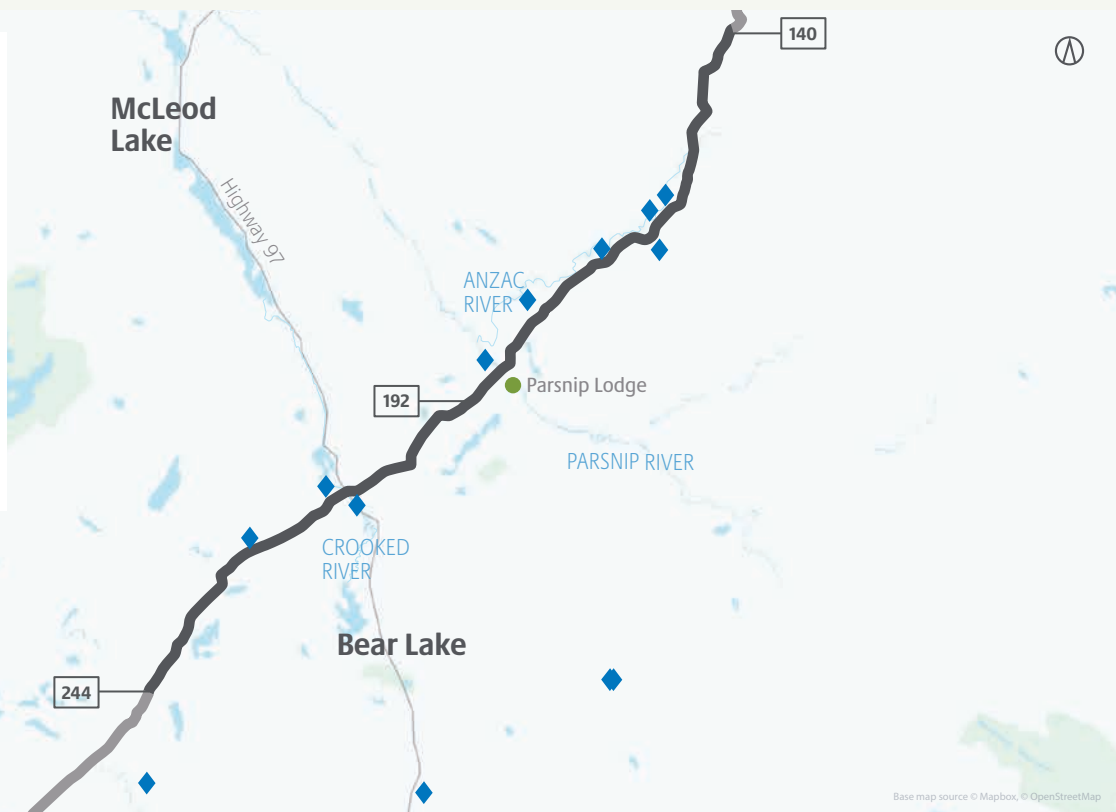 140
McLeod
Lake
Highway 97
ANZAC
RIVER
Parsnip Lodge
192
PARSNIP RIVER
CROOKED
RIVER
Bear Lake
244
Base map source © Mapbox, © OpenStreetMap